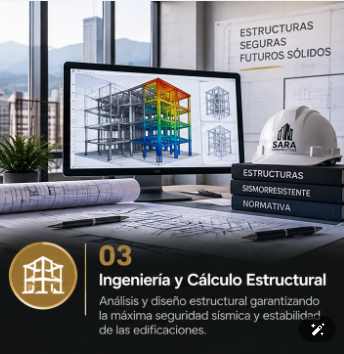 ESTRUCTURAS
SEGURAS
FUTUROS SÓLIDOS
SARA
ESTRUCTURAS
SISMORRESISTENTE
NORMATIVA
03
Ingeniería y Cálculo Estructural
Análisis y diseño estructural garantizando
la máxima seguridad sísmica y estabilidad
de las edificaciones.